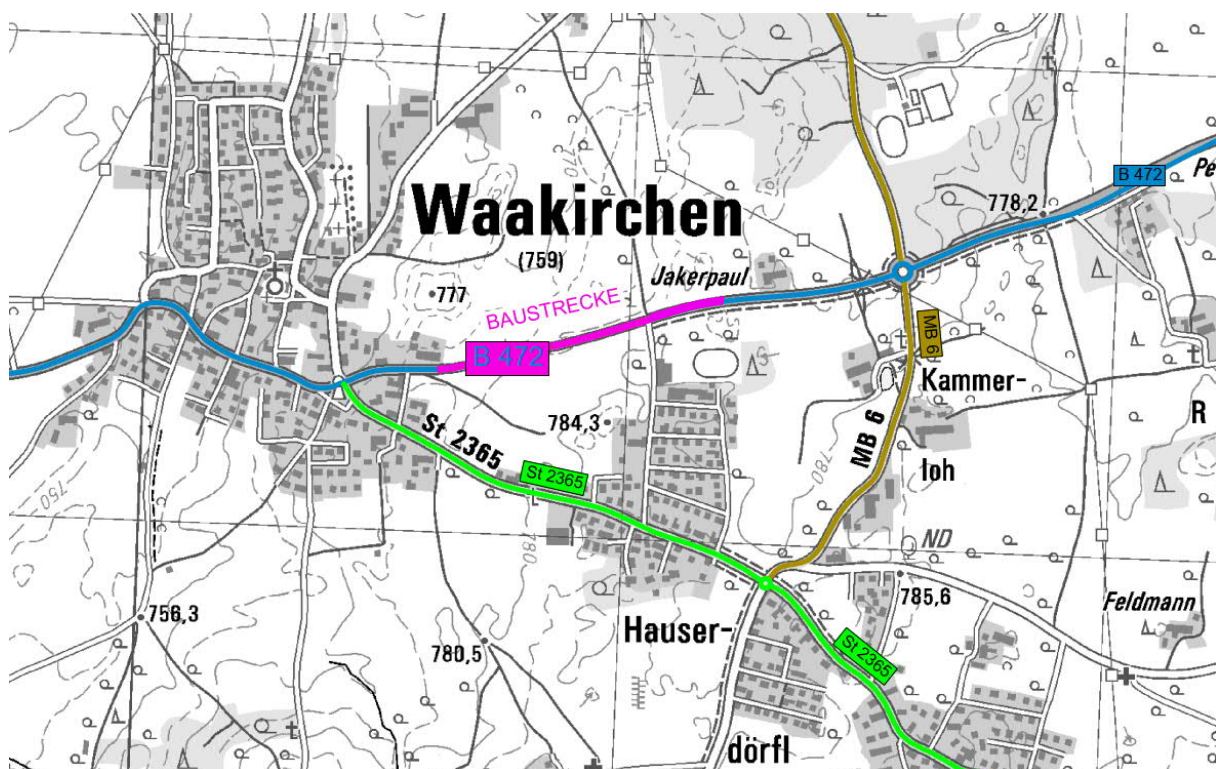 B 472
Pe
778,2
Waakirchen
(759)
Jakerpaul
777
BAUSTRECKE
B 472
770
MB 6
Kammer-
loh
R
784,3
St 2365
St 2365
MB 6
780
750
780
ND
756,3
785,6
Feldmann
Hauser-
dörfl
780,5
St 2365